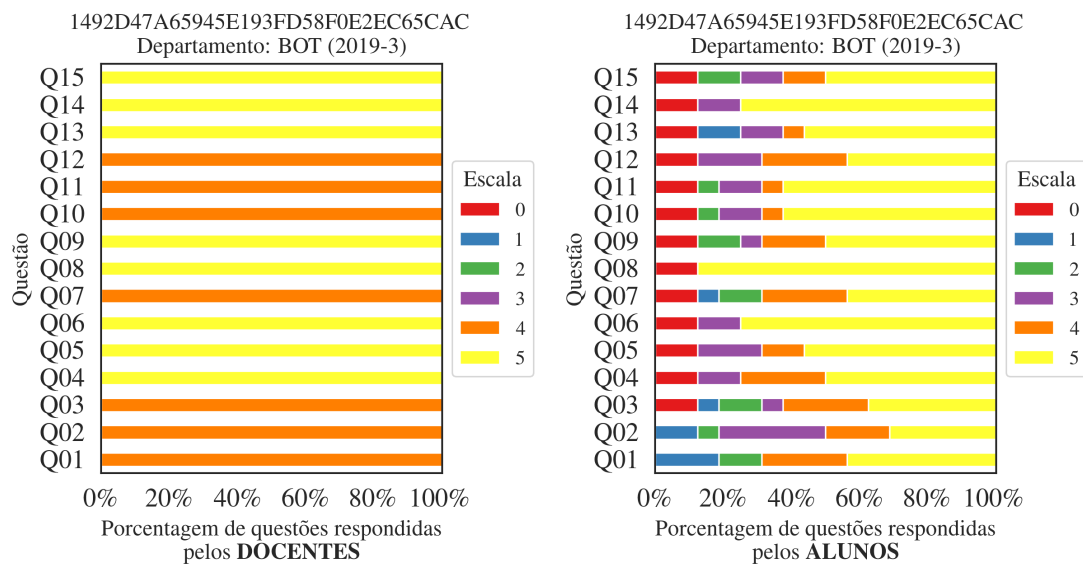 1492D47A65945E193FD58F0E2EC65CAC
Departamento: BOT (2019-3)
Questão
Q15
Q14
Q13
Q12
Q11
Q10
Q09
Q08
Q07
Q06
Q05
Q04
Q03
Q02
Q01
0% 20% 40% 60% 80% 100%
Porcentagem de questões respondidas
pelos DOCENTES
Escala
0
1
2
3
4
5
1492D47A65945E193FD58F0E2EC65CAC
Departamento: BOT (2019-3)
Questão
Q15
Q14
Q13
Q12
Q11
Q10
Q09
Q08
Q07
Q06
Q05
Q04
Q03
Q02
Q01
0% 20% 40% 60% 80% 100%
Porcentagem de questões respondidas
pelos ALUNOS
Escala
0
1
2
3
4
5